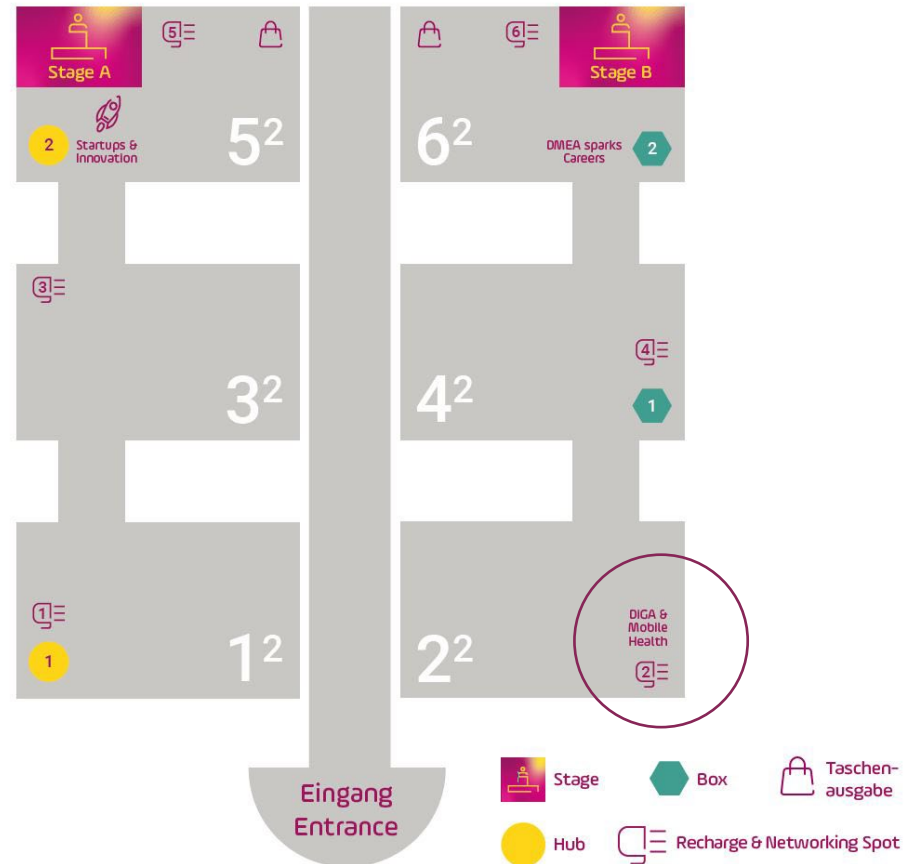 Stage A
5
6
Stage B
2
Startups &
Innovation
5²
6²
DMEA sparks
Careers
2
3
3²
4²
4
1
1
1
1²
2²
DIGA &
Mobile
Health
2
Eingang
Entrance
Stage
Box
Taschen-
ausgabe
Hub
Recharge & Networking Spot